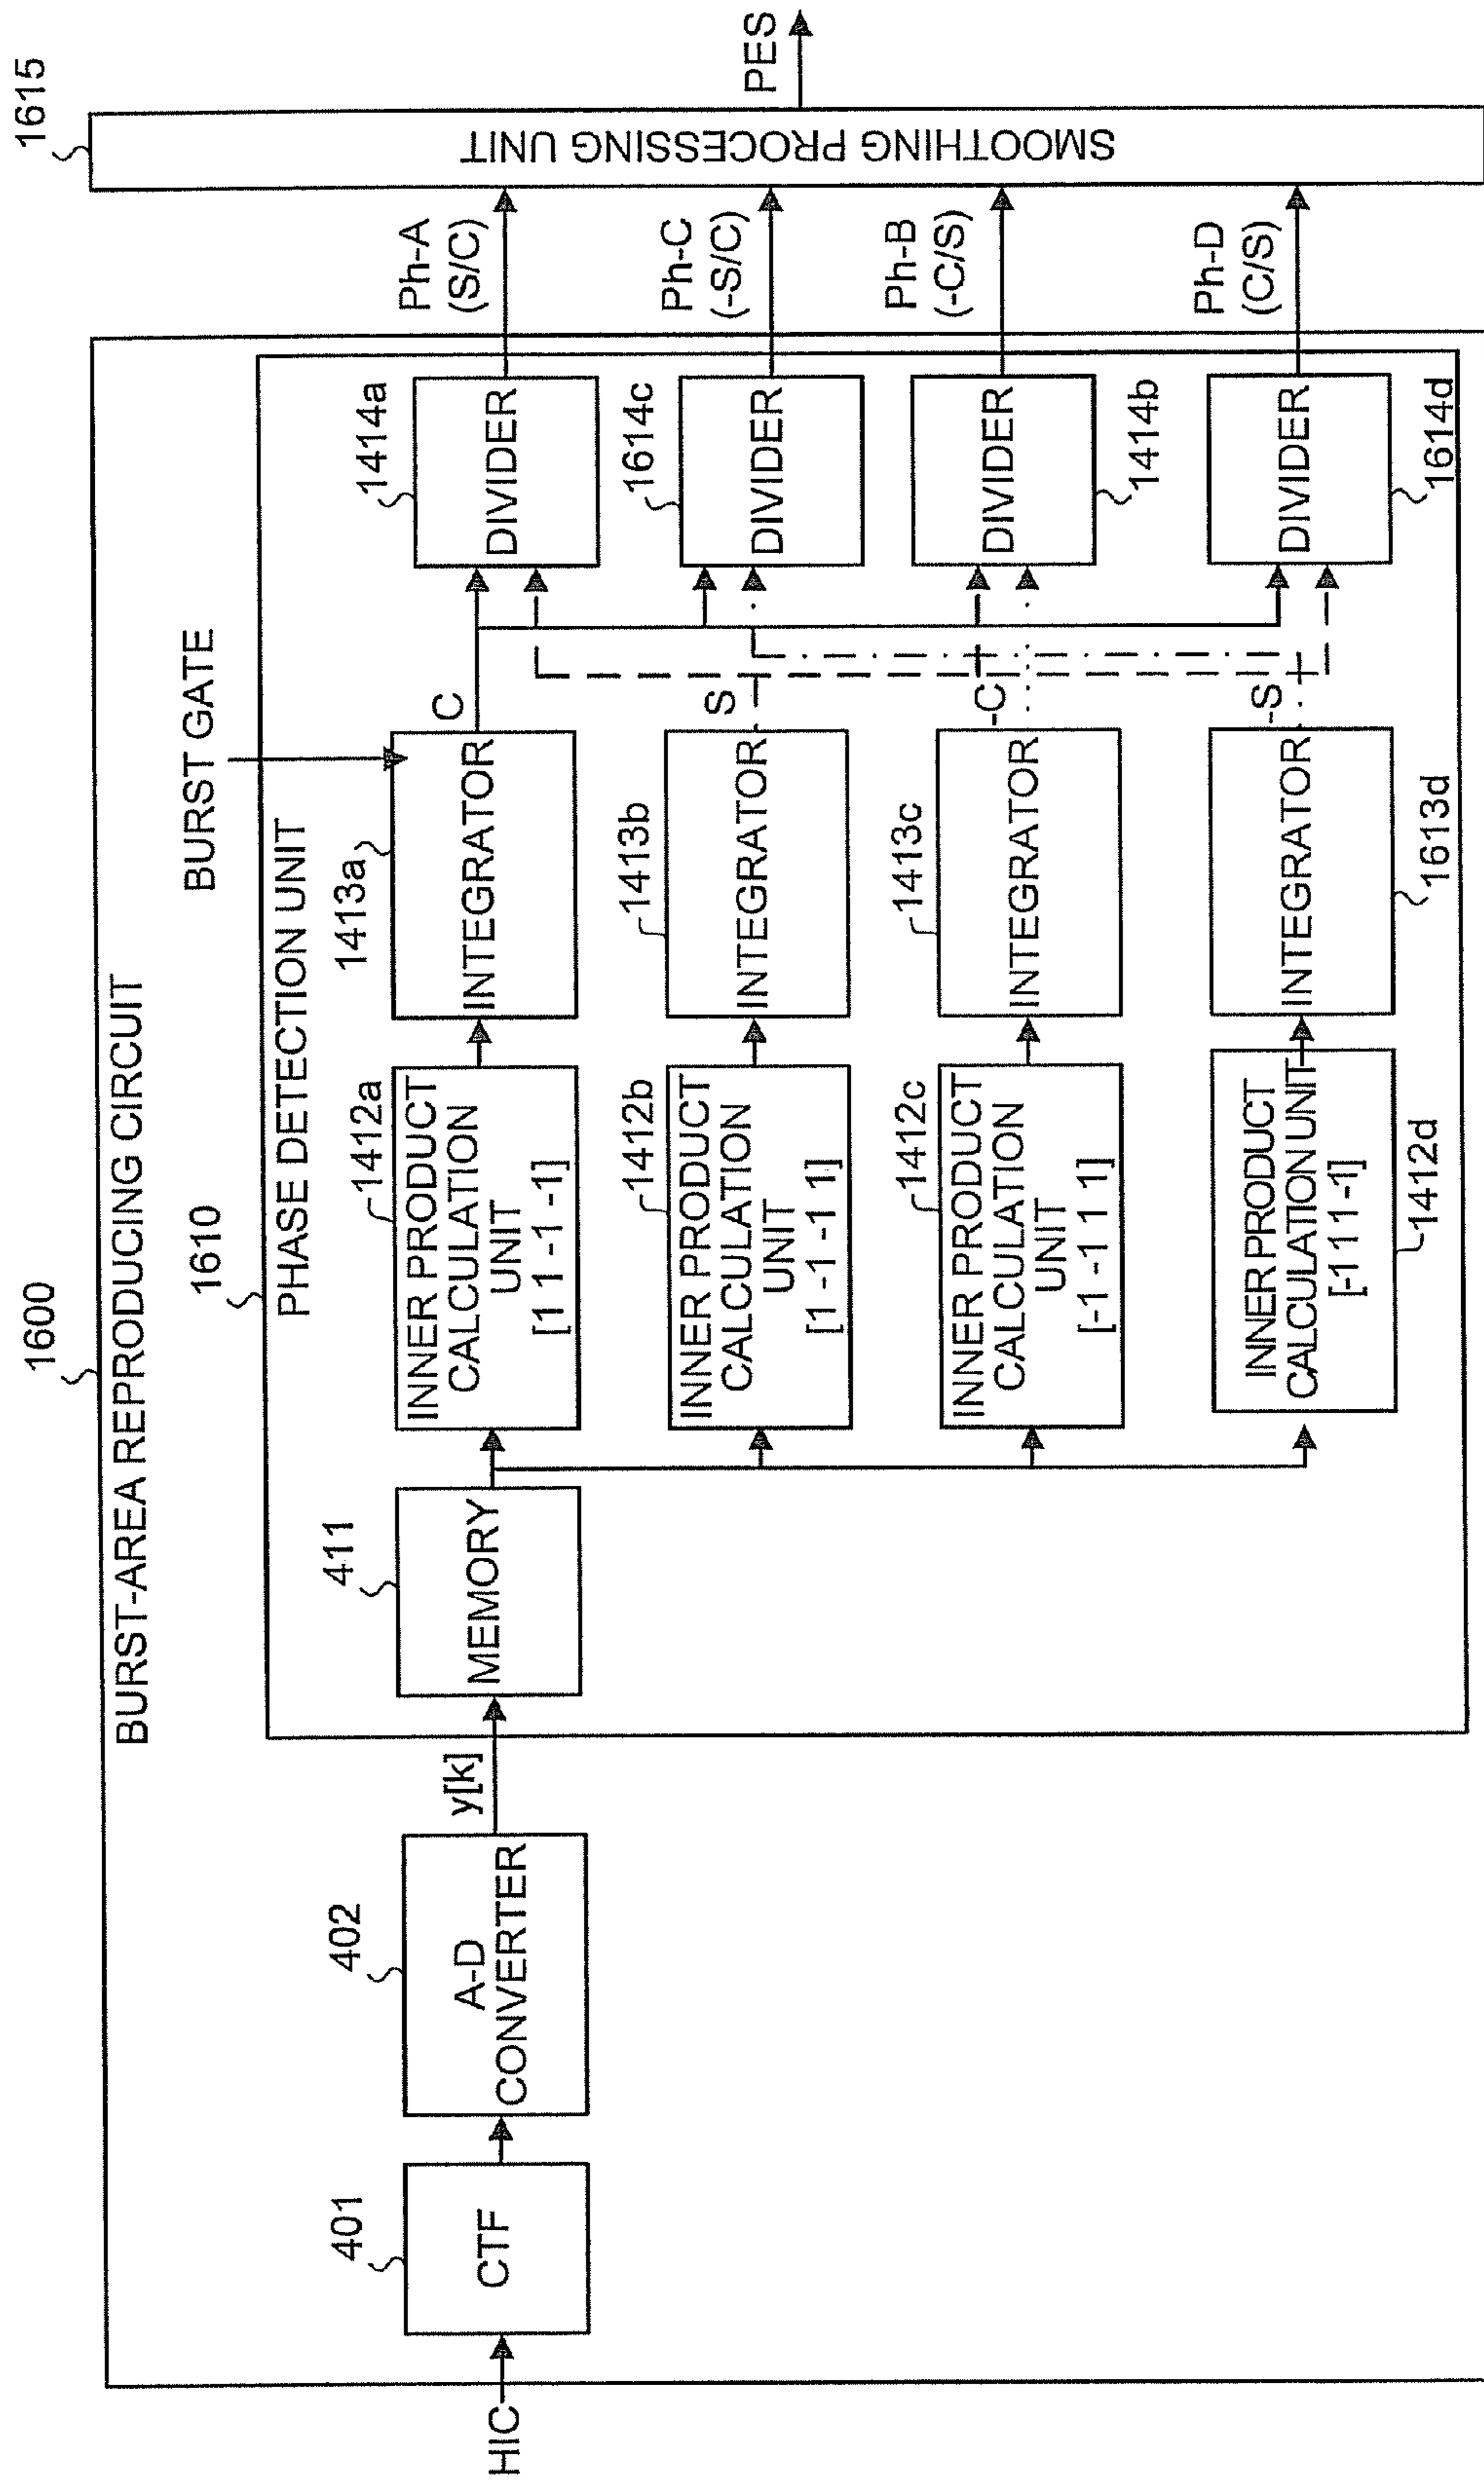 1600
BURST-AREA REPRODUCING CIRCUIT
1610
PHASE DETECTION UNIT
BURST GATE
HIC
401
CTF
402
A-D
CONVERTER
y[k]
411
MEMORY
1412a
INNER PRODUCT
CALCULATION
UNIT
[1 1 -1 -1]
1413a
INTEGRATOR
C
1414a
DIVIDER
Ph-A
(S/C)
1412b
INNER PRODUCT
CALCULATION
UNIT
[1 -1 -1 1]
1413b
INTEGRATOR
S
1614c
DIVIDER
Ph-C
(-S/C)
1412c
INNER PRODUCT
CALCULATION
UNIT
[-1 -1 1 1]
1413c
INTEGRATOR
-C
DIVIDER
1414b
Ph-B
(-C/S)
INNER PRODUCT
CALCULATION UNIT
[-1 1 1 -1]
1412d
INTEGRATOR
1613d
-S
DIVIDER
1614d
Ph-D
(C/S)
1615
SMOOTHING PROCESSING UNIT
PES